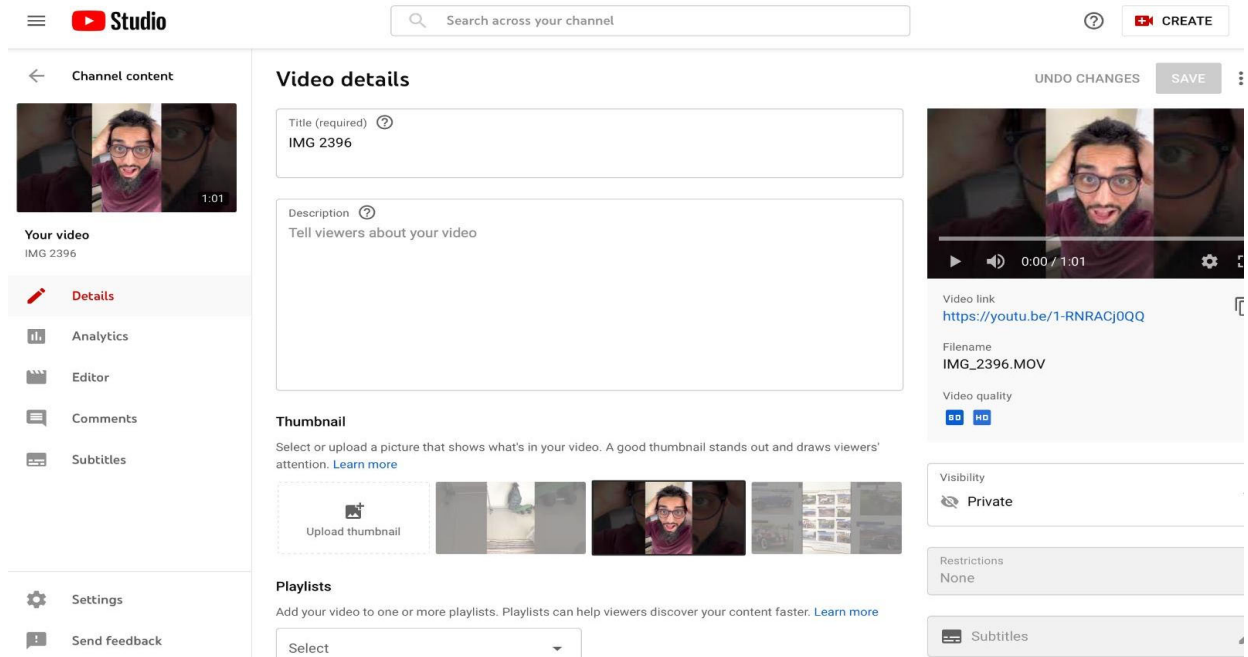 Studio
Search across your channel
CREATE
Channel content
Video details
UNDO CHANGES
SAVE
1:01
Your video
IMG 2396
Details
Analytics
Editor
Comments
Subtitles
Settings
Send feedback
Title (required)
IMG 2396
Description
Tell viewers about your video
Thumbnail
Select or upload a picture that shows what's in your video. A good thumbnail stands out and draws viewers'
attention. Learn more
Upload thumbnail
Playlists
Add your video to one or more playlists. Playlists can help viewers discover your content faster. Learn more
Select
0:00 / 1:01
Video link
https://youtu.be/1-RNRACj0QQ
Filename
IMG_2396.MOV
Video quality
SD HD
Visibility
Private
Restrictions
None
Subtitles